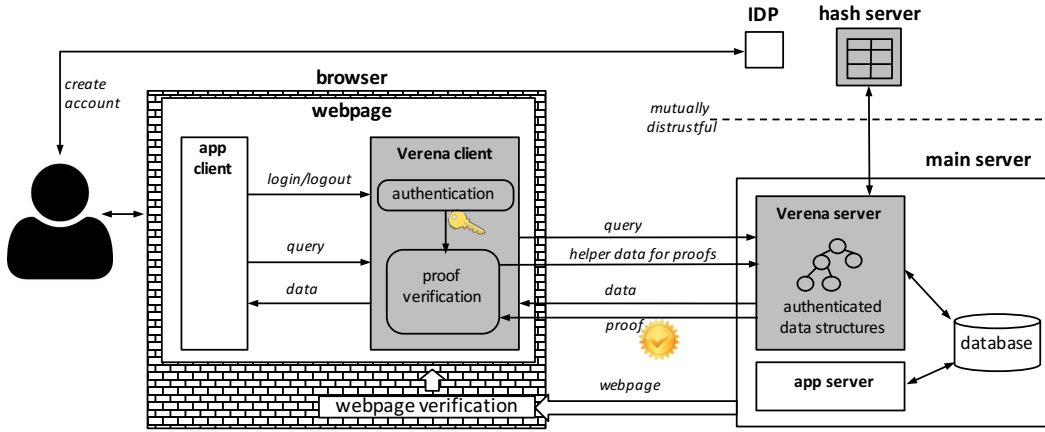 IDP
hash server
create
account
browser
webpage
mutually
distrustful
main server
app
client
Verena client
login/logout
authentication
query
proof
verification
data
query
helper data for proofs
data
proof
Verena server
authenticated
data structures
database
app server
webpage
webpage verification